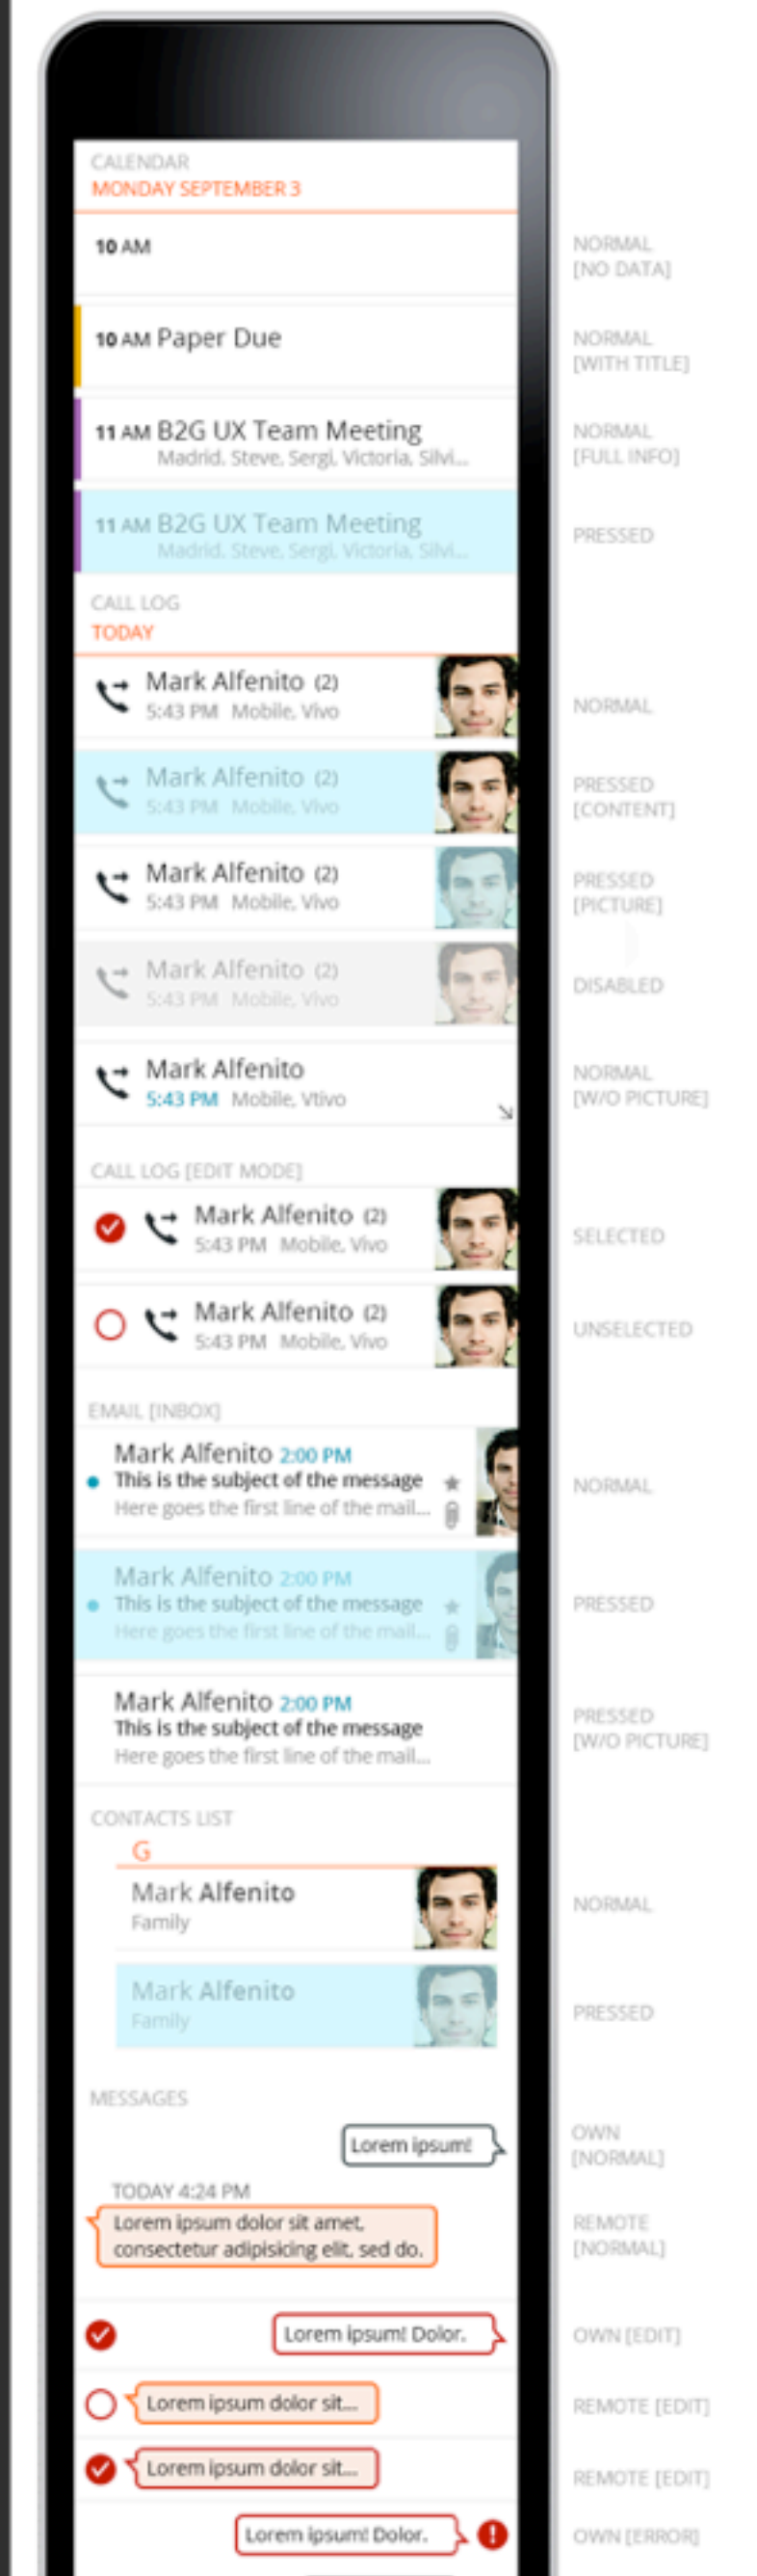 CALENDAR
MONDAY SEPTEMBER 3
10 AM
NORMAL
[NO DATA]
10 AM Paper Due
NORMAL
[WITH TITLE]
11 AM B2G UX Team Meeting
Madrid. Steve, Sergi, Victoria, Silvi...
NORMAL
[FULL INFO]
11 AM B2G UX Team Meeting
Madrid. Steve, Sergi, Victoria, Silvi...
PRESSED
CALL LOG
TODAY
Mark Alfenito (2)
5:43 PM Mobile, Vivo
NORMAL
Mark Alfenito (2)
5:43 PM Mobile, Vivo
PRESSED
[CONTENT]
Mark Alfenito (2)
5:43 PM Mobile, Vivo
PRESSED
[PICTURE]
Mark Alfenito (2)
5:43 PM Mobile, Vivo
DISABLED
Mark Alfenito
5:43 PM Mobile, Vtivo
NORMAL
[W/O PICTURE]
CALL LOG [EDIT MODE]
Mark Alfenito (2)
5:43 PM Mobile, Vivo
SELECTED
Mark Alfenito (2)
5:43 PM Mobile, Vivo
UNSELECTED
EMAIL [INBOX]
Mark Alfenito 2:00 PM
This is the subject of the message
Here goes the first line of the mail...
NORMAL
Mark Alfenito 2:00 PM
This is the subject of the message
Here goes the first line of the mail...
PRESSED
Mark Alfenito 2:00 PM
This is the subject of the message
Here goes the first line of the mail...
PRESSED
[W/O PICTURE]
CONTACTS LIST
G
Mark Alfenito
Family
NORMAL
Mark Alfenito
Family
PRESSED
MESSAGES
Lorem ipsum!
OWN
[NORMAL]
TODAY 4:24 PM
Lorem ipsum dolor sit amet,
consectetur adipisicing elit, sed do.
REMOTE
[NORMAL]
Lorem ipsum! Dolor.
OWN [EDIT]
Lorem ipsum dolor sit...
REMOTE [EDIT]
Lorem ipsum dolor sit...
REMOTE [EDIT]
Lorem ipsum! Dolor.
OWN [ERROR]